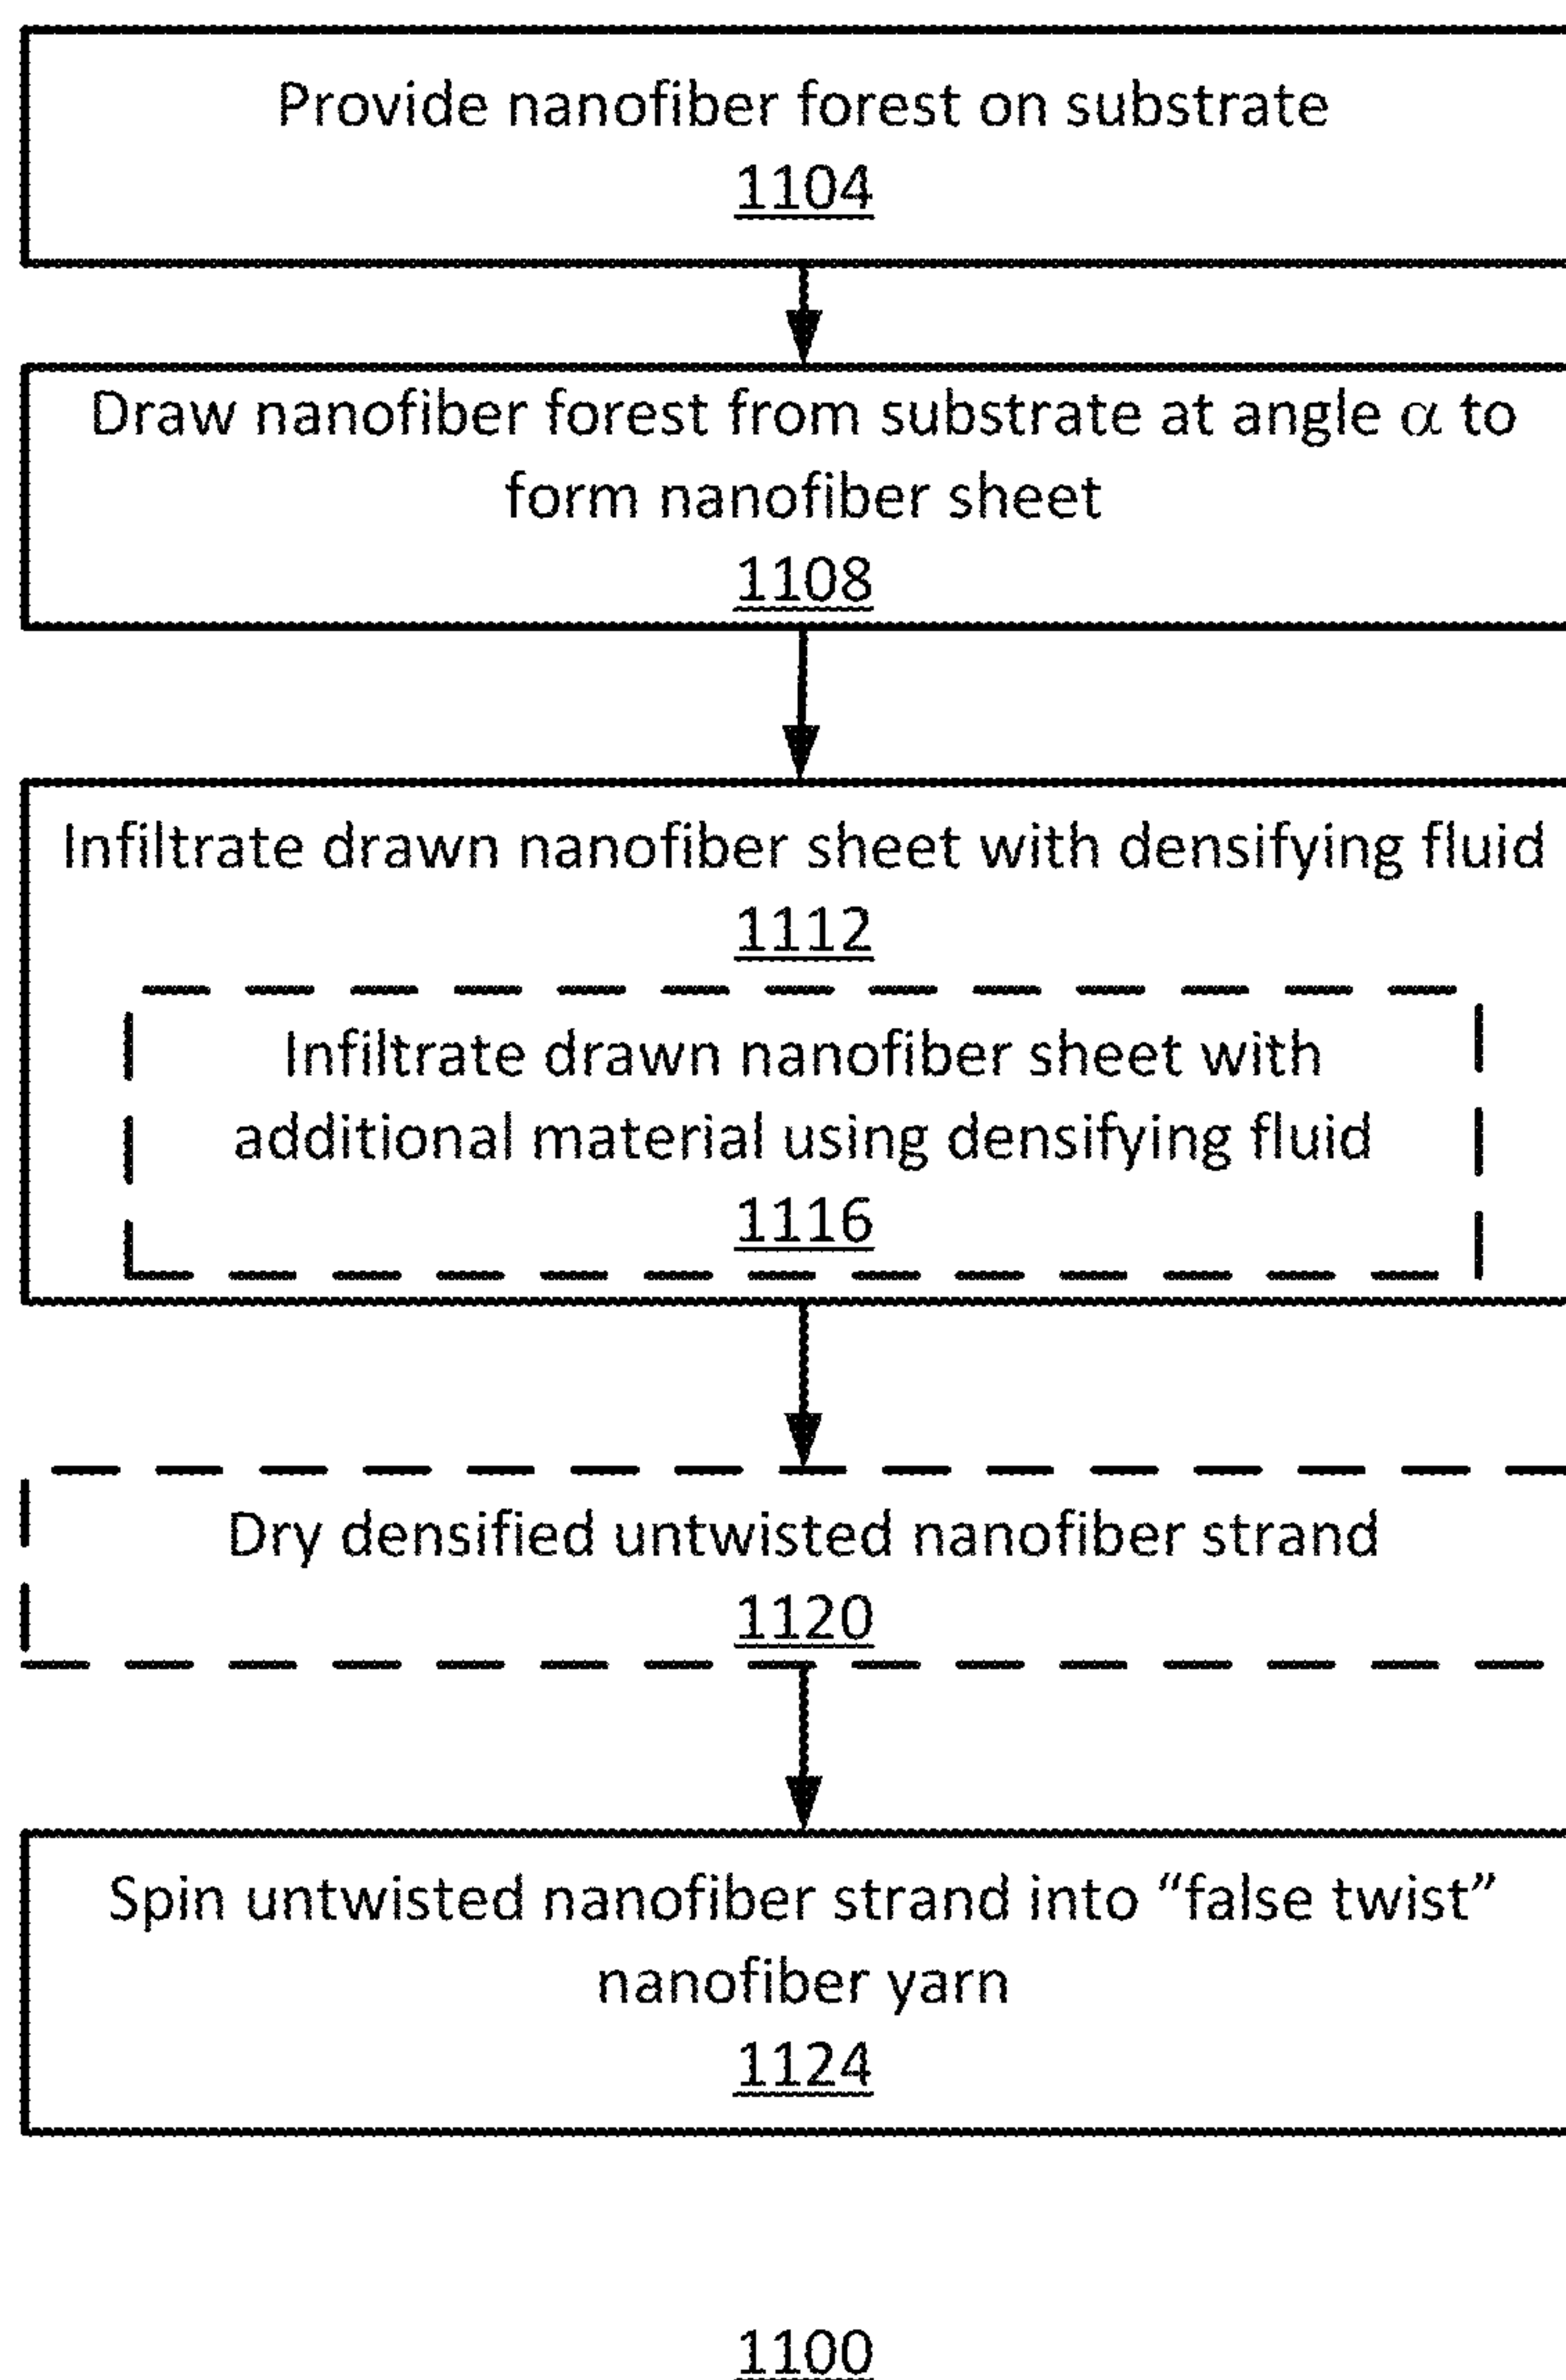 Provide nanofiber forest on substrate
1104
Draw nanofiber forest from substrate at angle α to
form nanofiber sheet
1108
Infiltrate drawn nanofiber sheet with densifying fluid
1112
Infiltrate drawn nanofiber sheet with
additional material using densifying fluid
1116
Dry densified untwisted nanofiber strand
1120
Spin untwisted nanofiber strand into “false twist”
nanofiber yarn
1124
1100